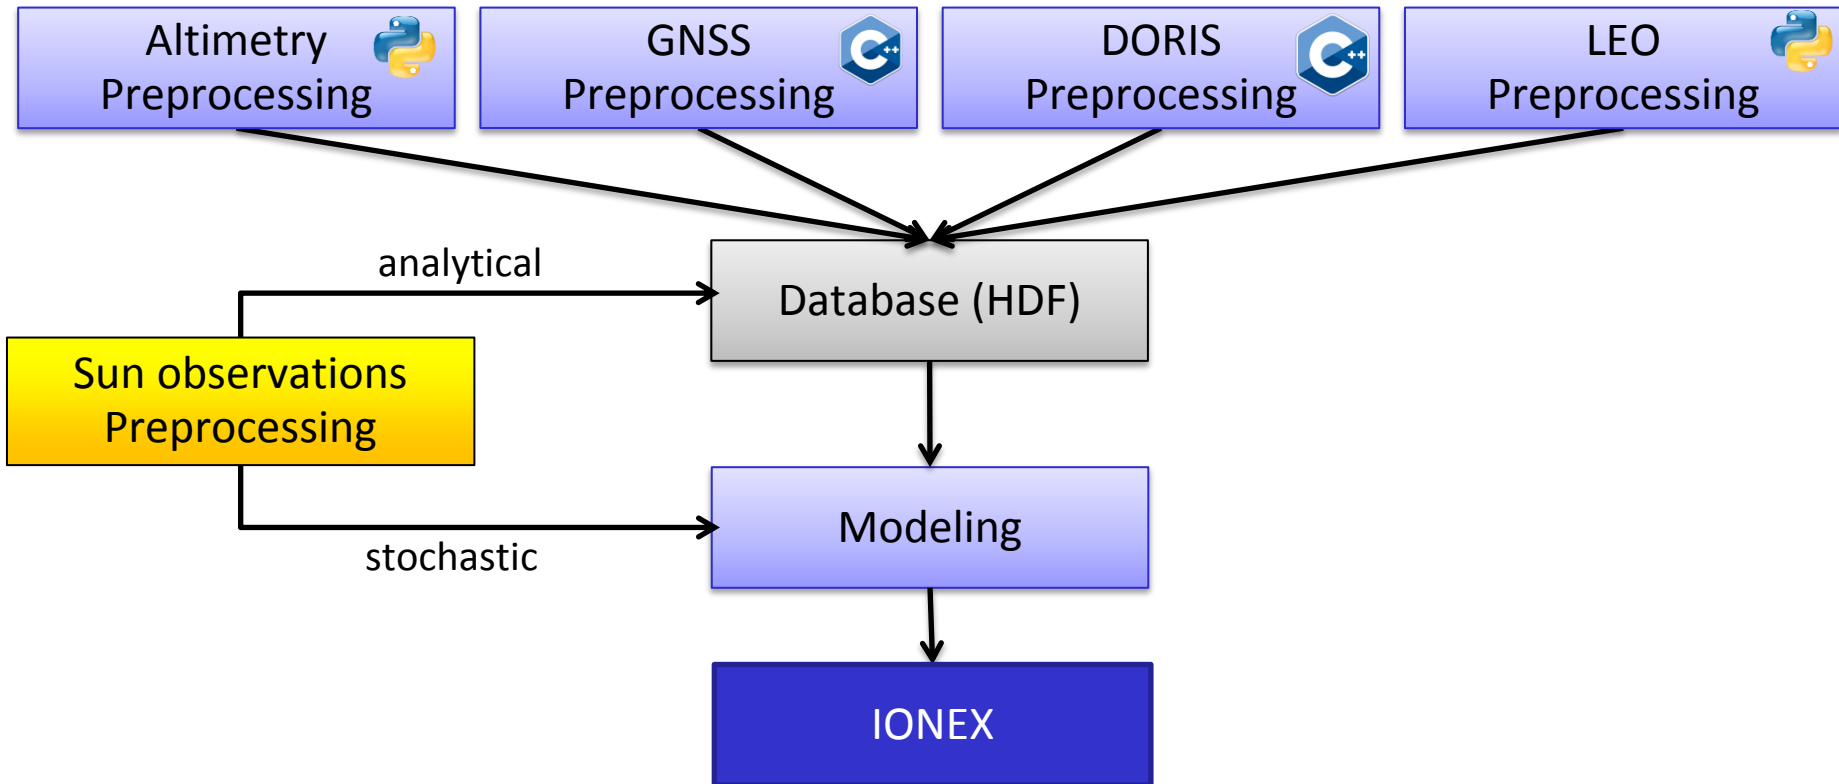 Altimetry
Preprocessing
GNSS
Preprocessing
C++
DORIS
Preprocessing
C++
LEO
Preprocessing
analytical
Database (HDF)
Sun observations
Preprocessing
Modeling
stochastic
IONEX